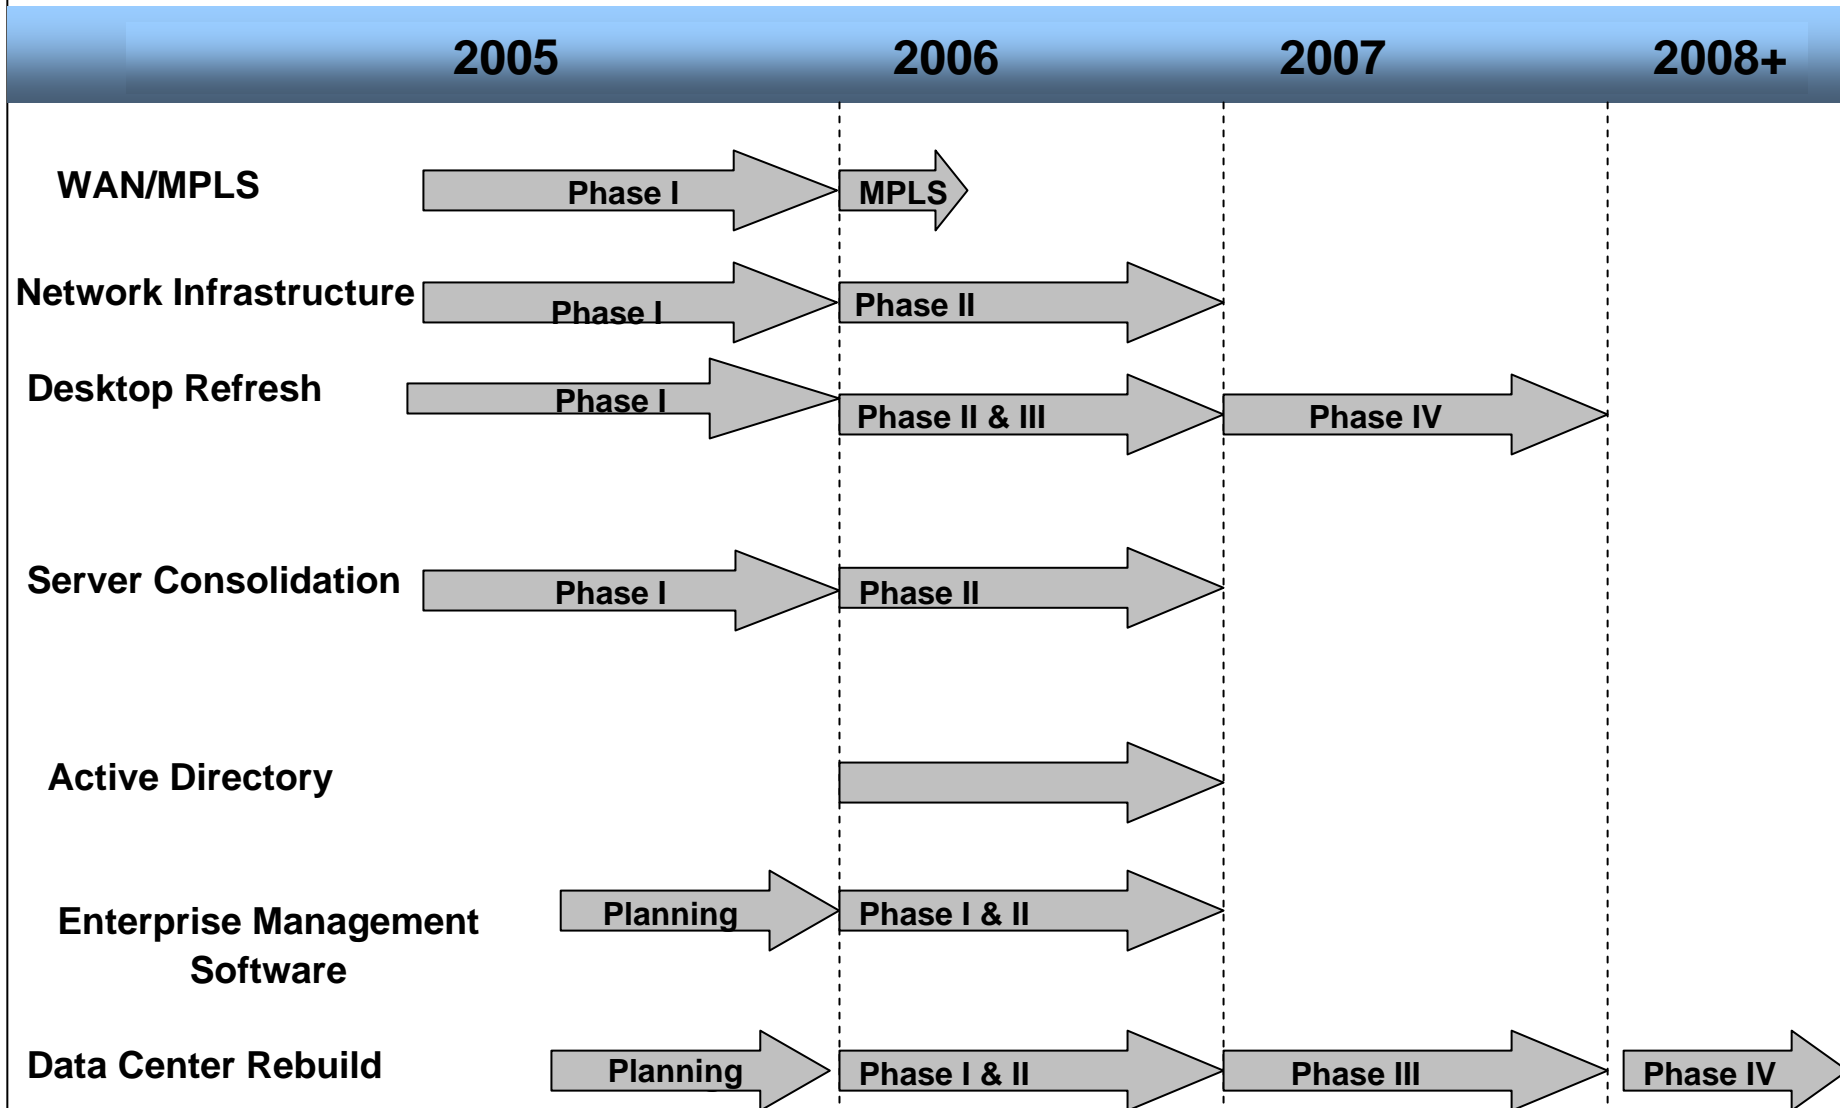 2005 2006 2007 2008+
WAN/MPLS Phase I MPLS
Network Infrastructure Phase I Phase II
Desktop Refresh Phase I Phase II & III Phase IV
Server Consolidation Phase I Phase II
Active Directory
Enterprise Management Planning Phase I & II
Software
Data Center Rebuild Planning Phase I & II Phase III Phase IV